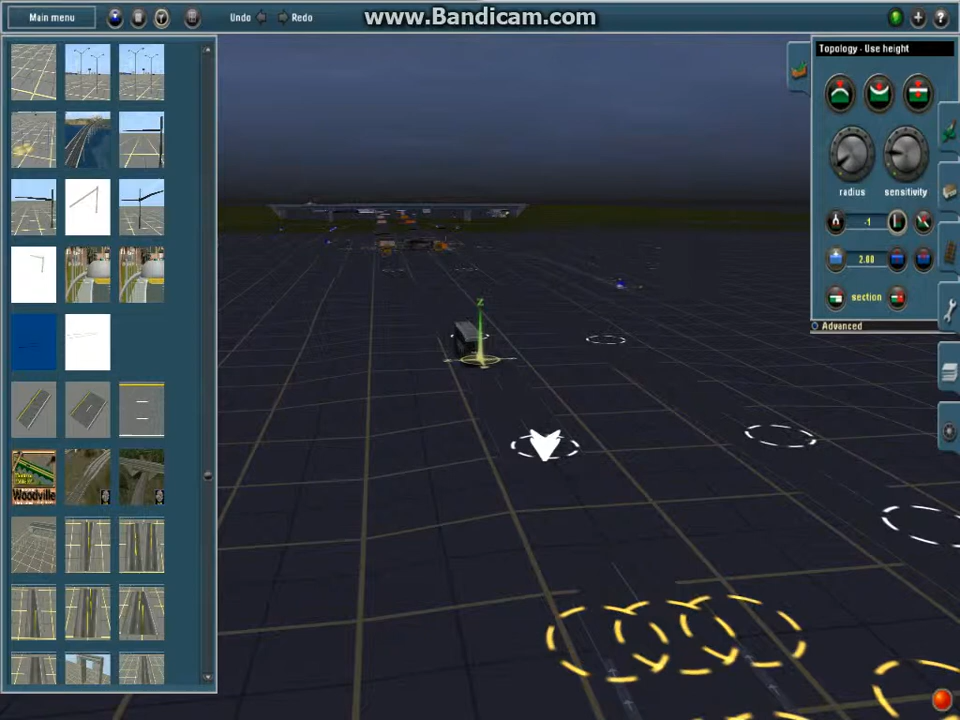 Main menu
Undo
Redo
www.Bandicam.com
Topology - Use height
radius
sensitivity
-1
2.00
section
Advanced
Woodville
Z
?